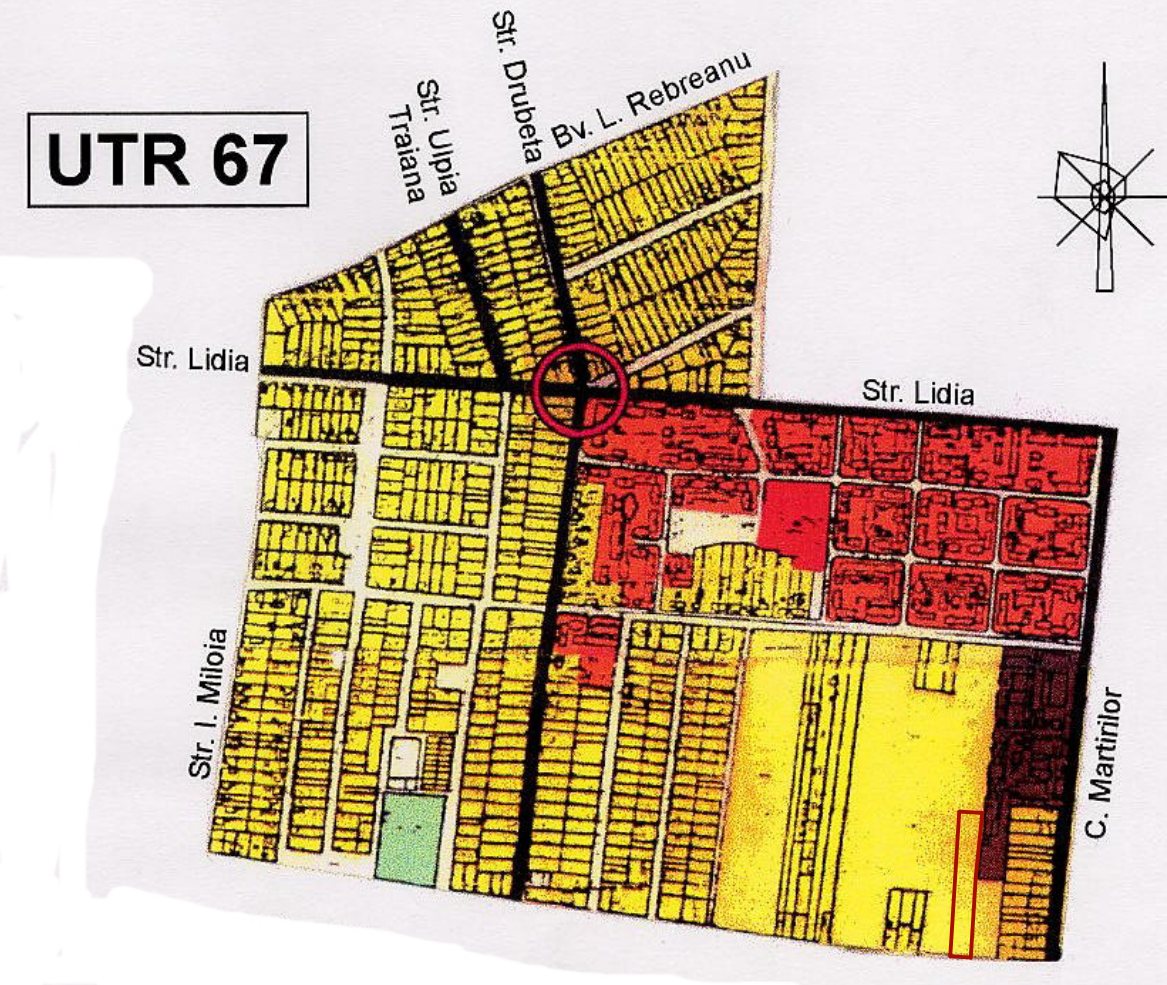 UTR 67
Str. Ulpia
Traiana
Str. Drubeta
Bv. L. Rebreanu
Str. Lidia
Str. Lidia
Str. I. Miloia
C. Martirilor